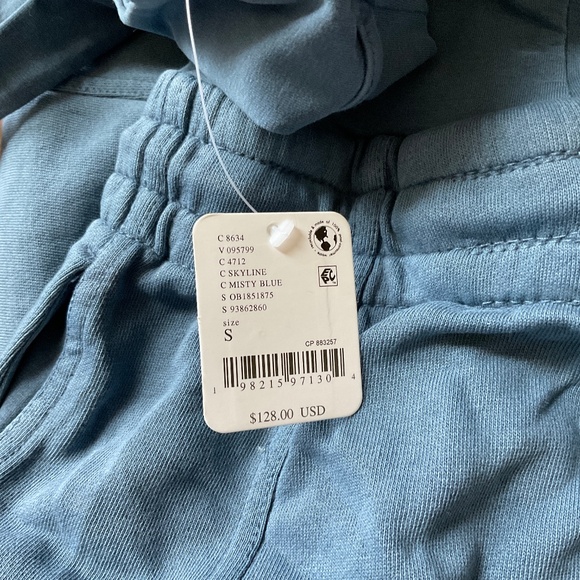 C 8634
V 095799
C 4712
C SKYLINE
C MISTY BLUE
S OB1851875
S 93862860
size
S
CP 883257
1 98215 97130 4
$128.00 USD